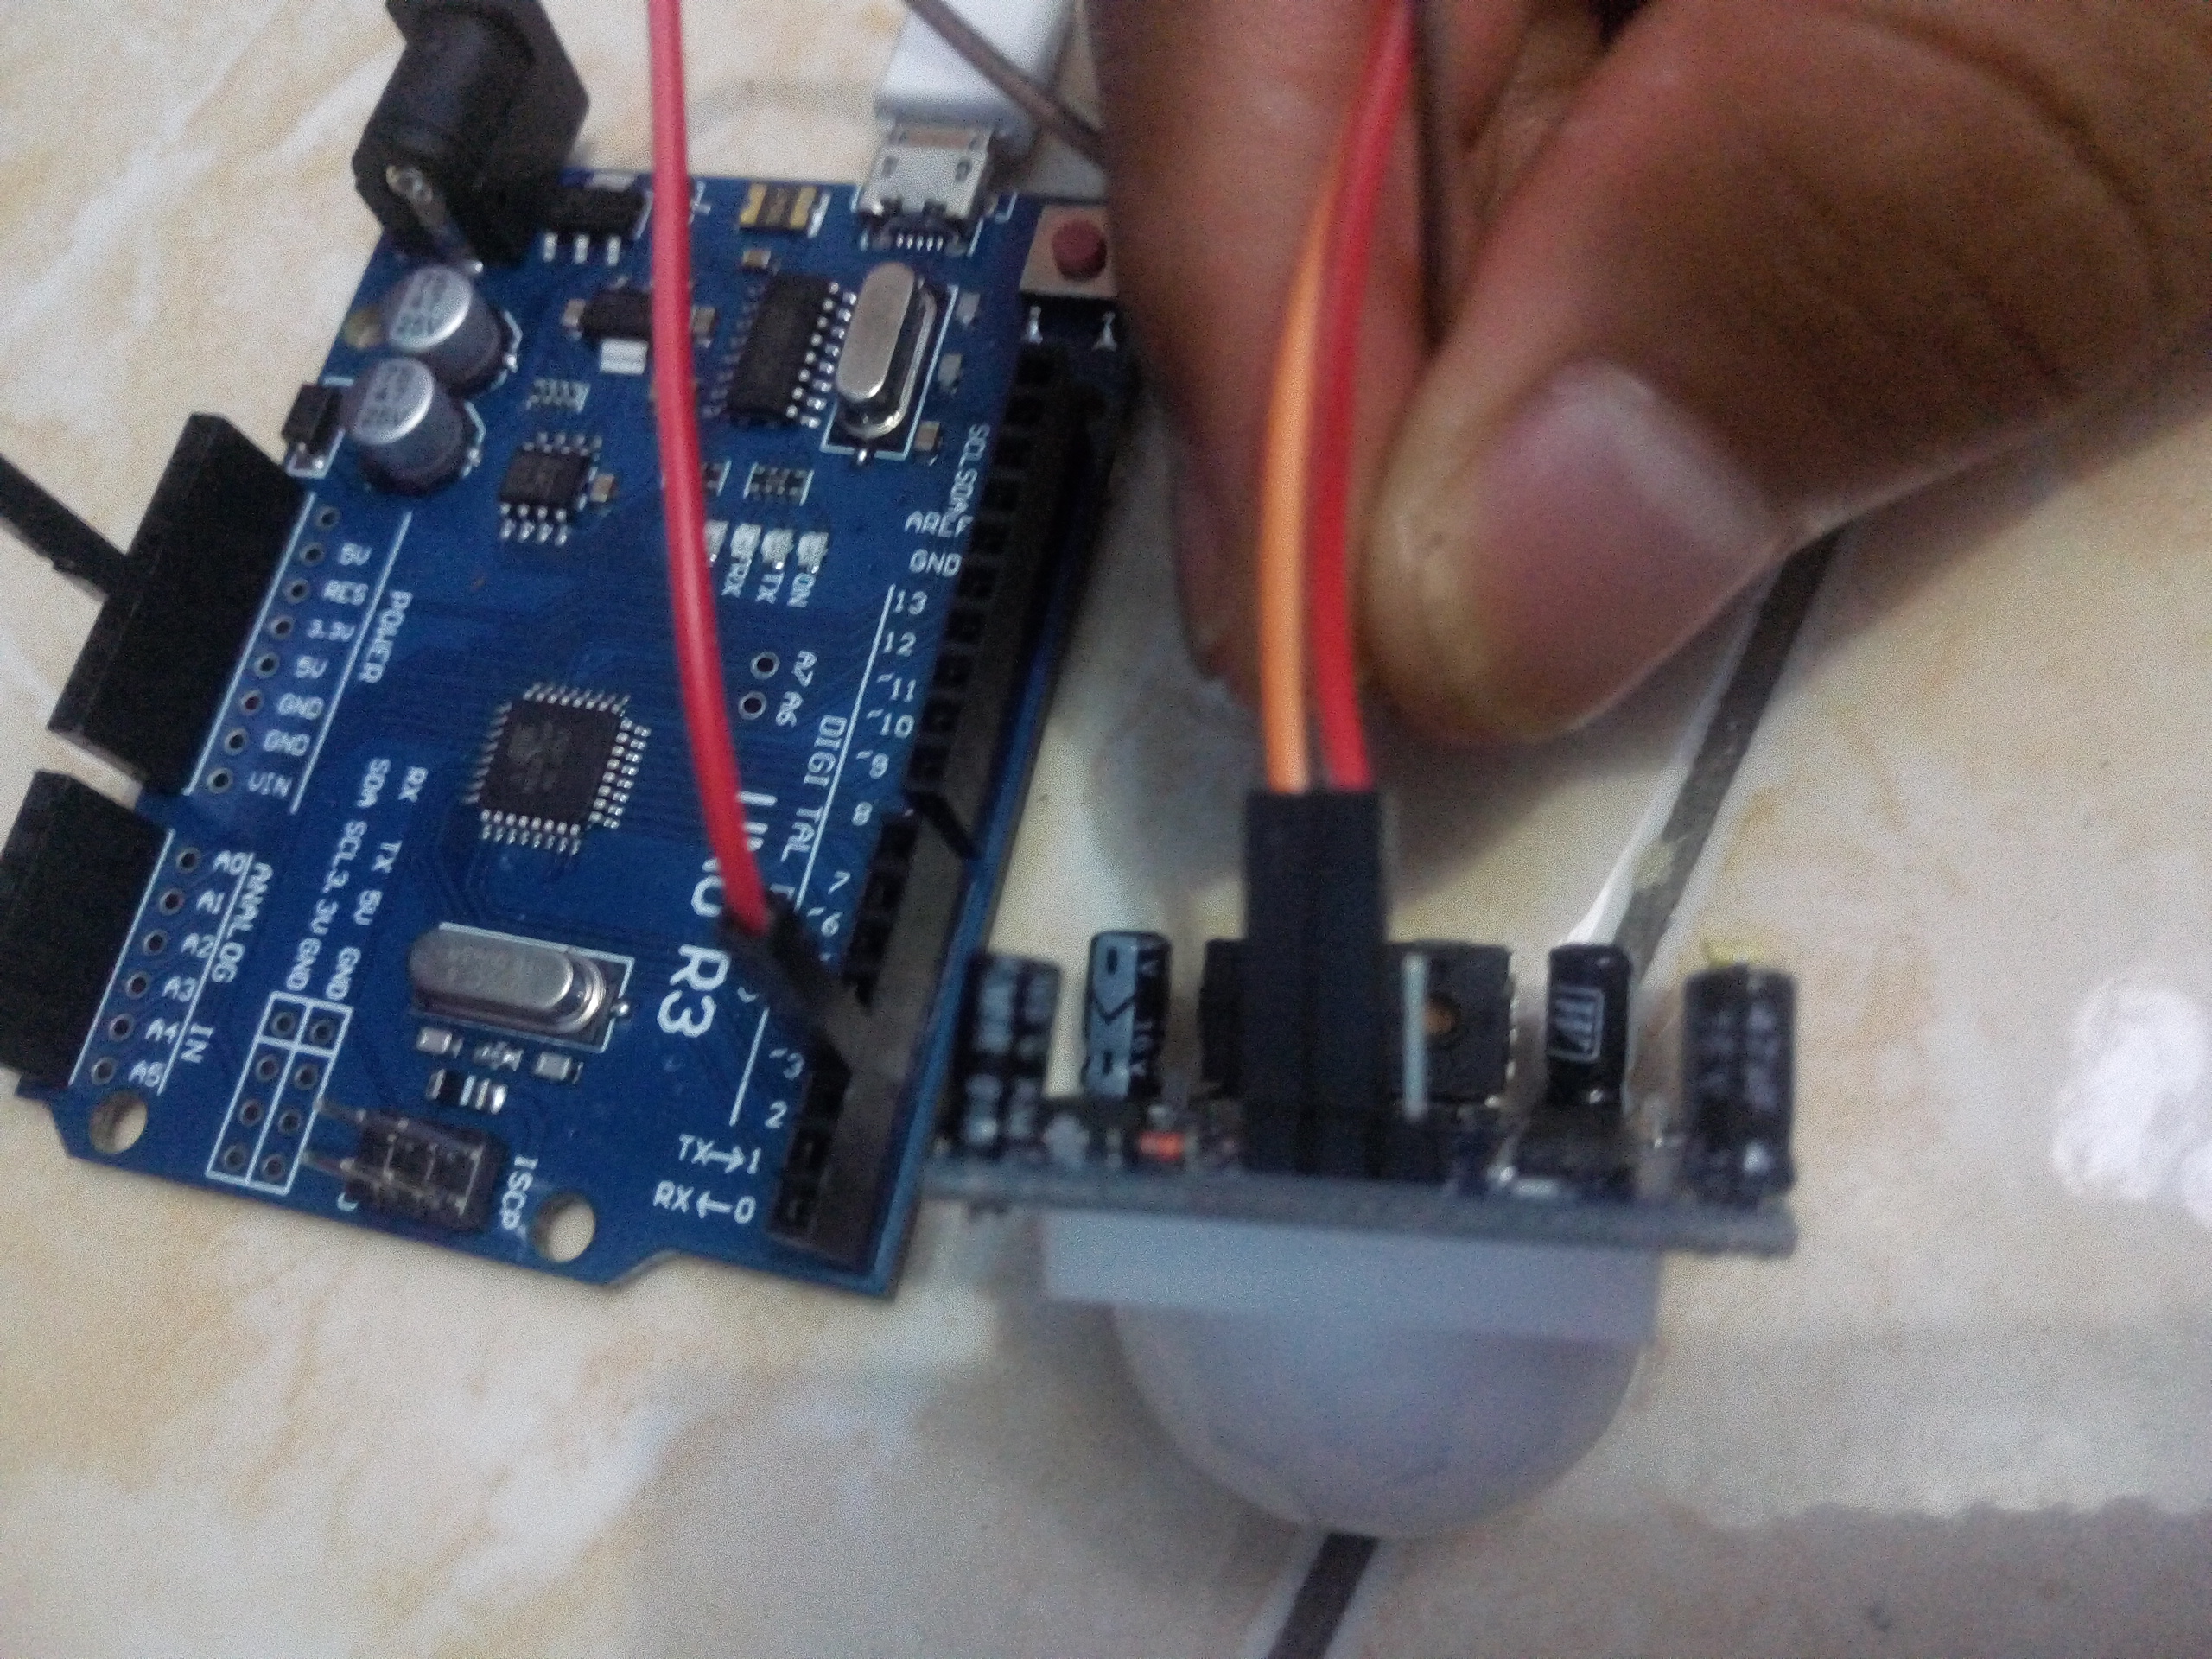 SCL
SDA
AREF
GND
13
12
~11
~10
~9
8
7
~6
~3
2
TX→1
RX←0
DIGITAL
RX
TX
ON
A7
A6
5V
RES
3.3V
5V
GND
GND
VIN
POWER
RX TX 5V GND
SDA SCL 3.3V GND
A0
A1
A2
A3
A4
A5
ANALOG IN
R3
ISCP